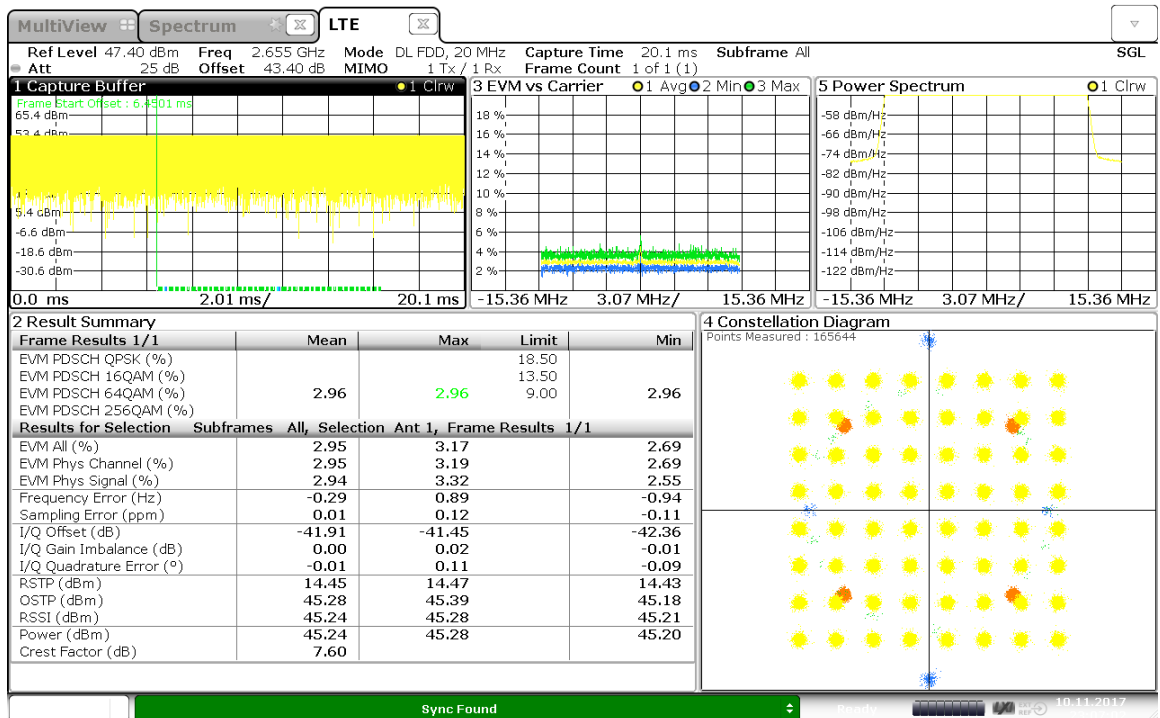 MultiView Spectrum LTE
Ref Level 47.40 dBm Freq 2.655 GHz Mode DL FDD, 20 MHz Capture Time 20.1 ms Subframe All SGL
Att 25 dB Offset 43.40 dB MIMO 1 Tx / 1 Rx Frame Count 1 of 1 (1)
1 Capture Buffer 1 Clrw
Frame Start Offset : 6.4501 ms
65.4 dBm
53.4 dBm
5.4 dBm
-6.6 dBm
-18.6 dBm
-30.6 dBm
0.0 ms 2.01 ms/ 20.1 ms
3 EVM vs Carrier 1 Avg 2 Min 3 Max
18 %
16 %
14 %
12 %
10 %
8 %
6 %
4 %
2 %
-15.36 MHz 3.07 MHz/ 15.36 MHz
5 Power Spectrum 1 Clrw
-58 dBm/Hz
-66 dBm/Hz
-74 dBm/Hz
-82 dBm/Hz
-90 dBm/Hz
-98 dBm/Hz
-106 dBm/Hz
-114 dBm/Hz
-122 dBm/Hz
-15.36 MHz 3.07 MHz/ 15.36 MHz
2 Result Summary
Frame Results 1/1 Mean Max Limit Min
EVM PDSCH QPSK (%) 18.50
EVM PDSCH 16QAM (%) 13.50
EVM PDSCH 64QAM (%) 2.96 2.96 9.00 2.96
EVM PDSCH 256QAM (%)
Results for Selection Subframes All, Selection Ant 1, Frame Results 1/1
EVM All (%) 2.95 3.17 2.69
EVM Phys Channel (%) 2.95 3.19 2.69
EVM Phys Signal (%) 2.94 3.32 2.55
Frequency Error (Hz) -0.29 0.89 -0.94
Sampling Error (ppm) 0.01 0.12 -0.11
I/Q Offset (dB) -41.91 -41.45 -42.36
I/Q Gain Imbalance (dB) 0.00 0.02 -0.01
I/Q Quadrature Error (°) -0.01 0.11 -0.09
RSTP (dBm) 14.45 14.47 14.43
OSTP (dBm) 45.28 45.39 45.18
RSSI (dBm) 45.24 45.28 45.21
Power (dBm) 45.24 45.28 45.20
Crest Factor (dB) 7.60
4 Constellation Diagram
Points Measured : 165644
Sync Found Ready LXI EXT REF 10.11.2017